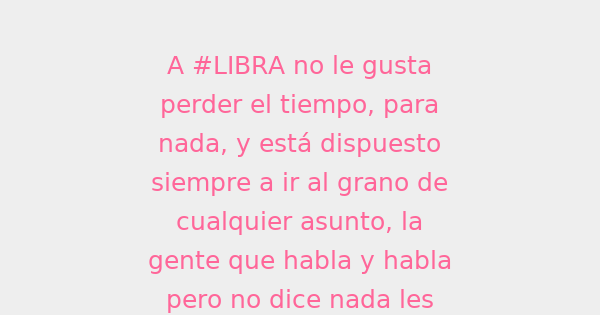 A #LIBRA no le gusta
perder el tiempo, para
nada, y está dispuesto
siempre a ir al grano de
cualquier asunto, la
gente que habla y habla
pero no dice nada les